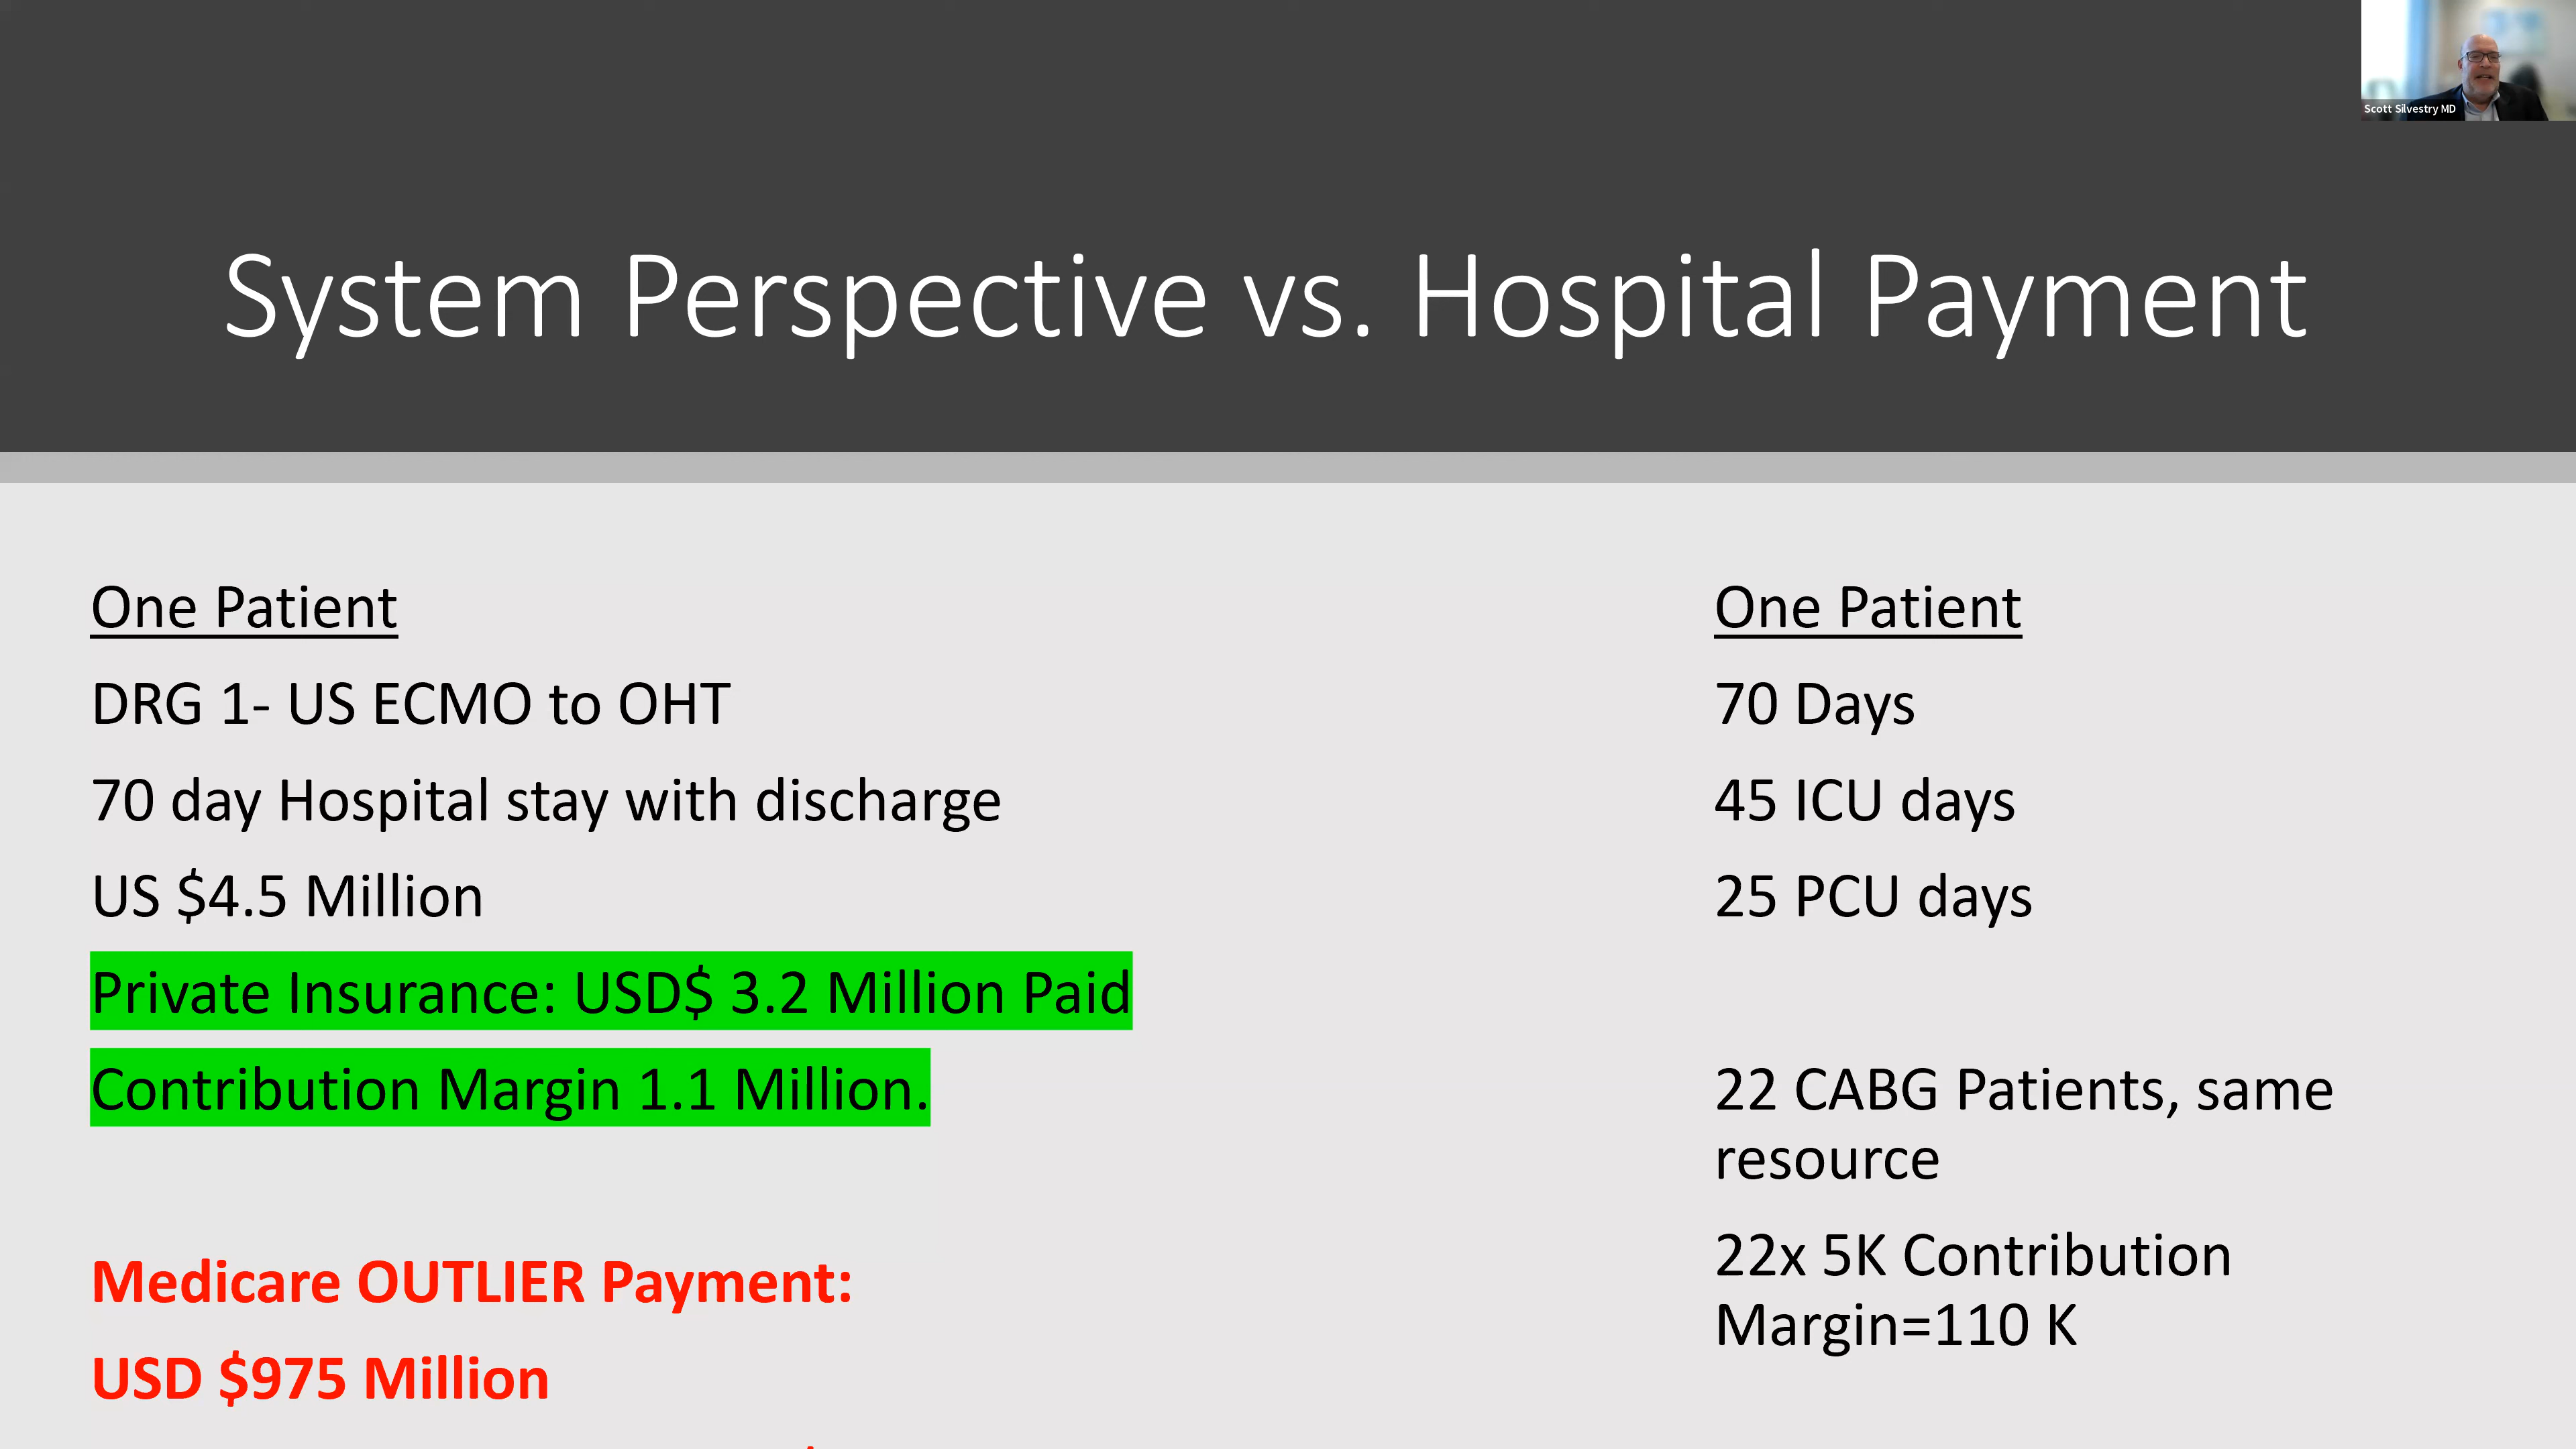 Scott Silvestry MD
System Perspective vs. Hospital Payment
One Patient
DRG 1- US ECMO to OHT
70 day Hospital stay with discharge
US $4.5 Million
Private Insurance: USD$ 3.2 Million Paid
Contribution Margin 1.1 Million.
Medicare OUTLIER Payment:
USD $975 Million
One Patient
70 Days
45 ICU days
25 PCU days
22 CABG Patients, same
resource
22x 5K Contribution
Margin=110 K